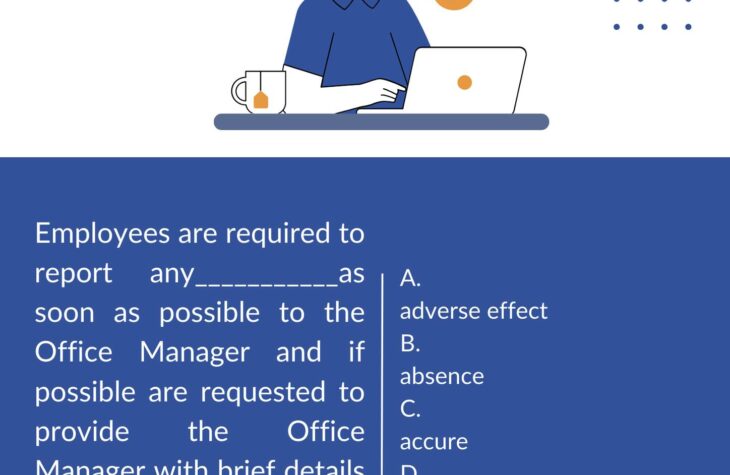 Employees are required to
report any___________as
soon as possible to the
Office Manager and if
possible are requested to
provide the Office
Manager with brief details
A.
adverse effect
B.
absence
C.
accure
D.